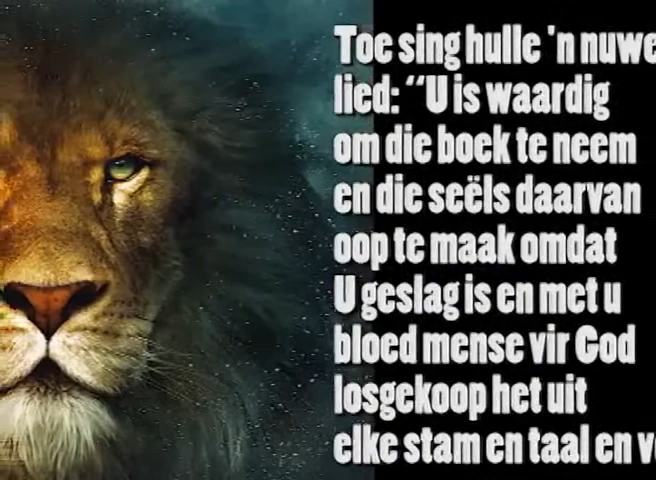 Toe sing hulle 'n nuwe
lied: “U is waardig
om die boek te neem
en die seëls daarvan
oop te maak omdat
U geslag is en met u
bloed mense vir God
losgekoop het uit
elke stam en taal en